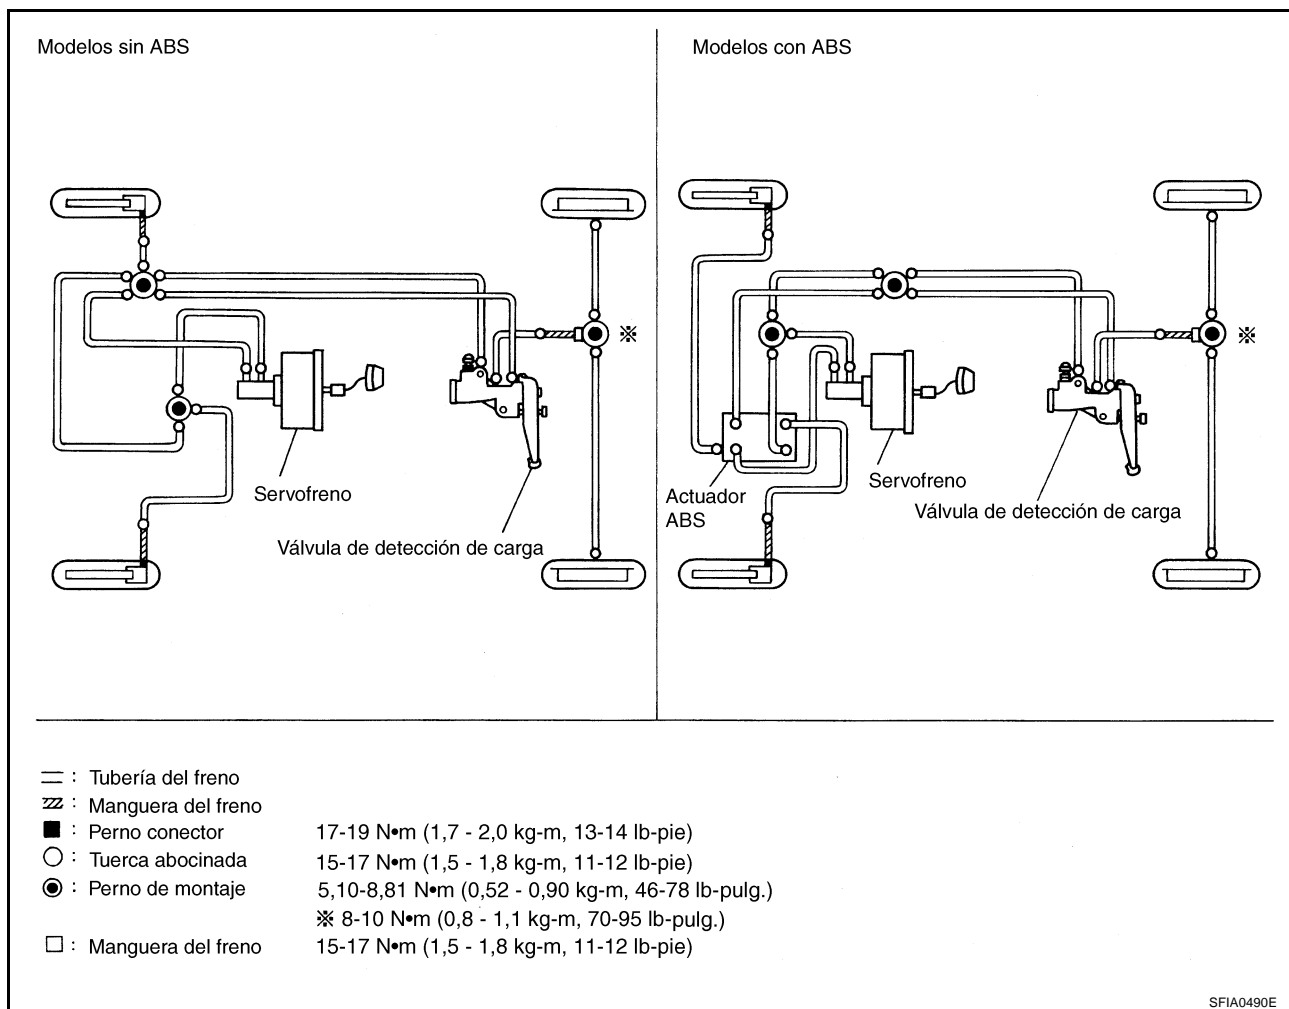 Modelos sin ABS
Modelos con ABS
※
※
Servofreno
Válvula de detección de carga
Actuador
ABS
Servofreno
Válvula de detección de carga
: Tubería del freno
: Manguera del freno
: Perno conector 17-19 N•m (1,7 - 2,0 kg-m, 13-14 lb-pie)
: Tuerca abocinada 15-17 N•m (1,5 - 1,8 kg-m, 11-12 lb-pie)
: Perno de montaje 5,10-8,81 N•m (0,52 - 0,90 kg-m, 46-78 lb-pulg.)
※ 8-10 N•m (0,8 - 1,1 kg-m, 70-95 lb-pulg.)
: Manguera del freno 15-17 N•m (1,5 - 1,8 kg-m, 11-12 lb-pie)
SFIA0490E